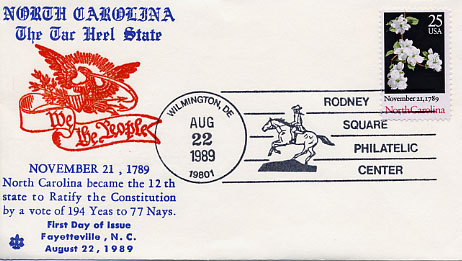 NORTH CAROLINA
The Tar Heel State
We
the People
NOVEMBER 21, 1789
North Carolina became the 12th
state to Ratify the Constitution
by a vote of 194 Yeas to 77 Nays.
First Day of Issue
Fayetteville, N.C.
August 22, 1989
WILMINGTON, DE
AUG
22
1989
19801
RODNEY
SQUARE
PHILATELIC
CENTER
25
USA
November 21, 1789
North Carolina